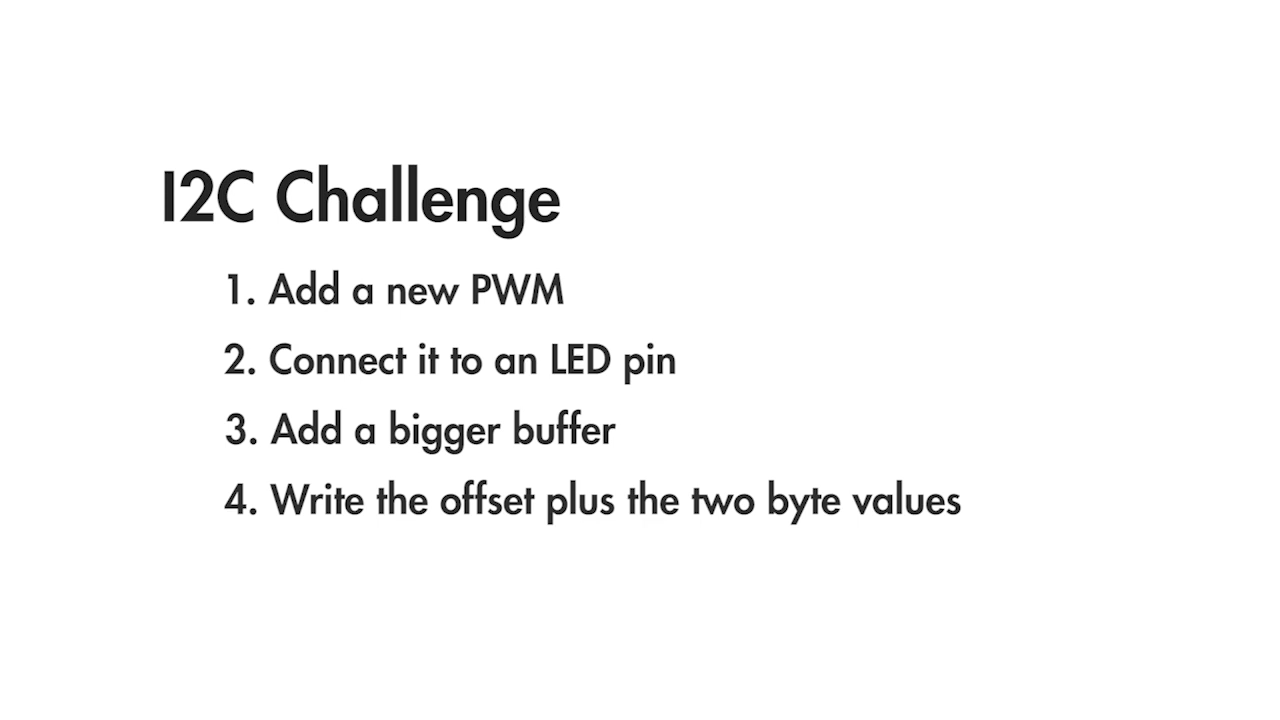 I2C Challenge
1. Add a new PWM
2. Connect it to an LED pin
3. Add a bigger buffer
4. Write the offset plus the two byte values